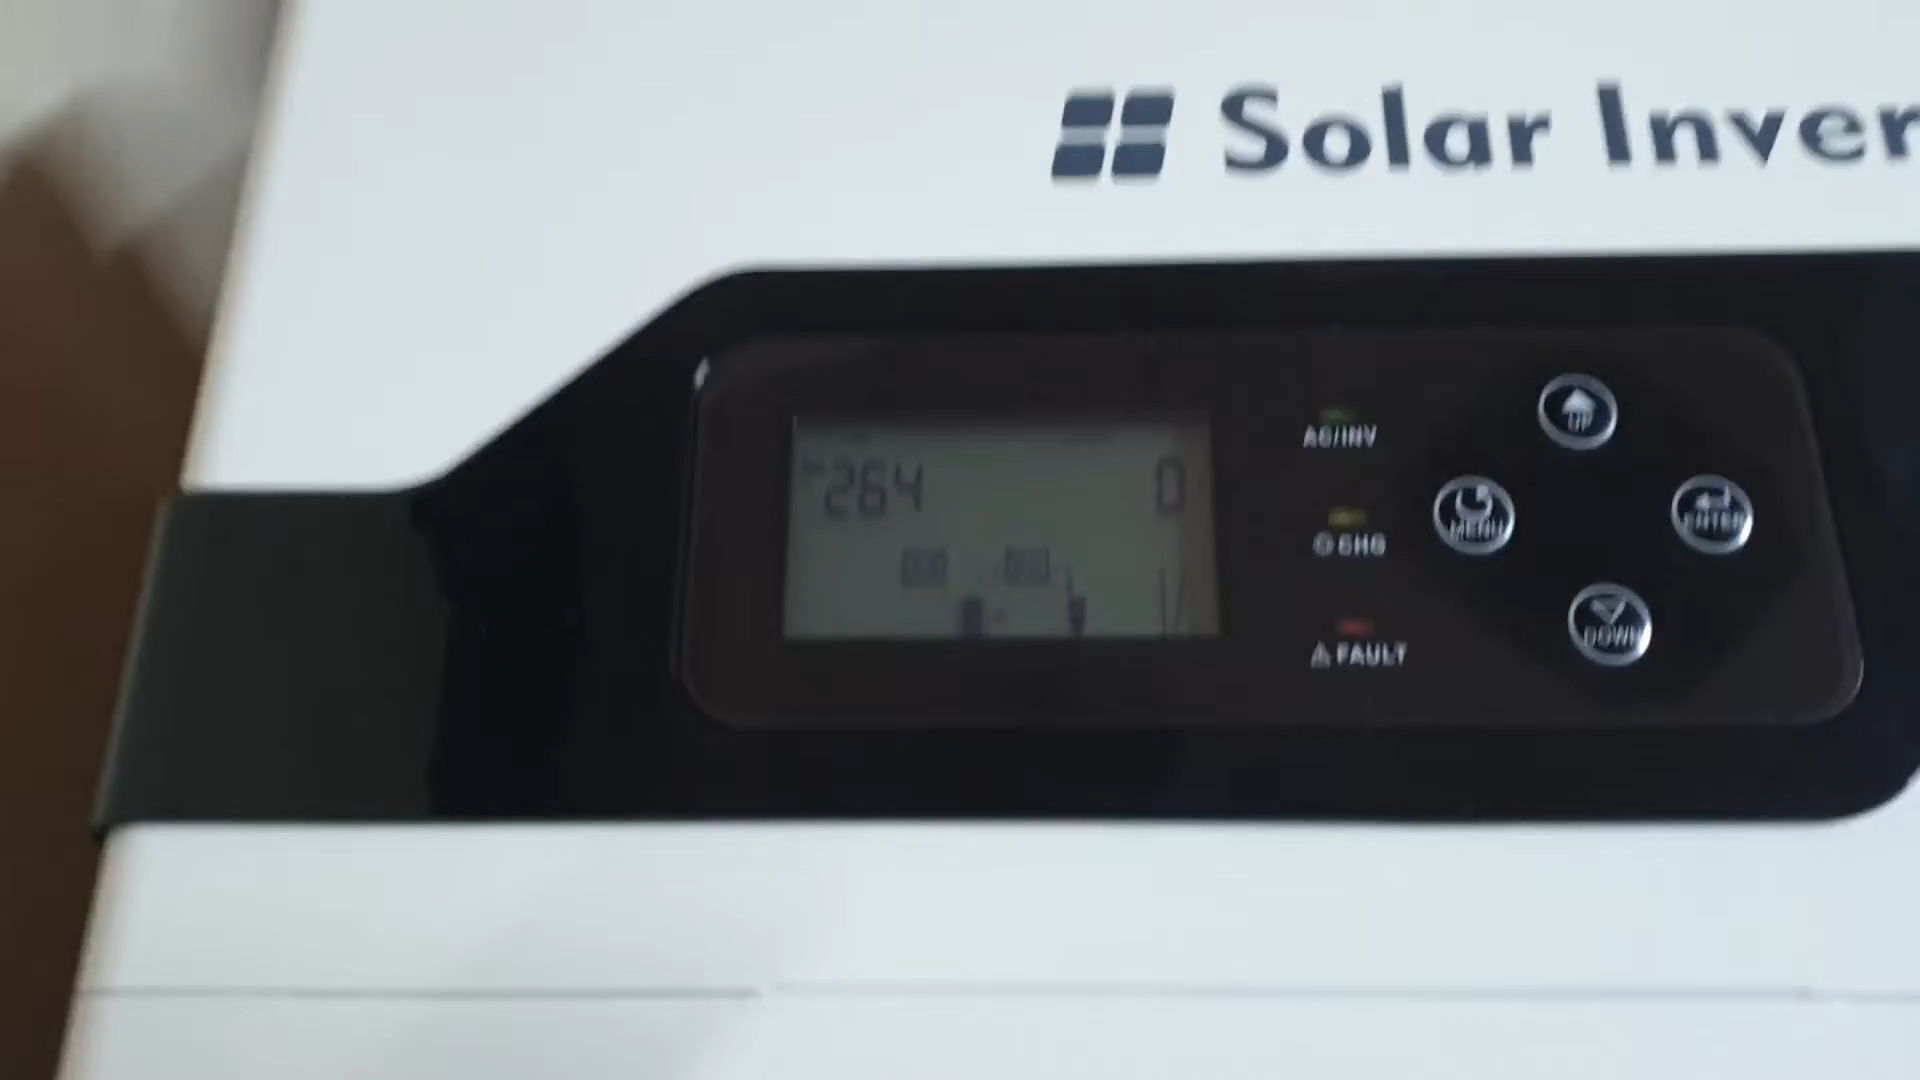 Solar Inver
264
0
AC/INV
CHG
FAULT
UP
MENU
ENTER
DOWN